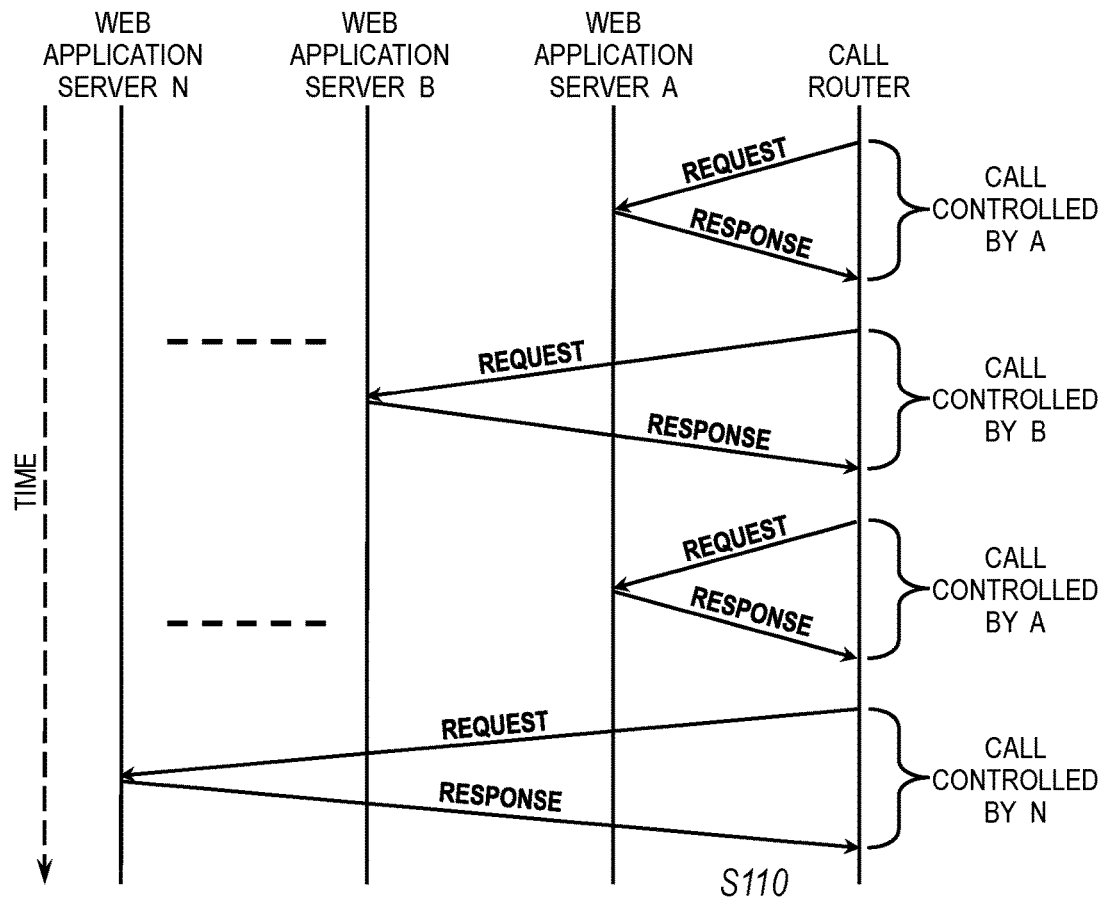 WEB
APPLICATION
SERVER N
WEB
APPLICATION
SERVER B
WEB
APPLICATION
SERVER A
CALL
ROUTER
REQUEST
RESPONSE
CALL
CONTROLLED
BY A
REQUEST
RESPONSE
CALL
CONTROLLED
BY B
TIME
REQUEST
RESPONSE
CALL
CONTROLLED
BY A
REQUEST
RESPONSE
CALL
CONTROLLED
BY N
S110